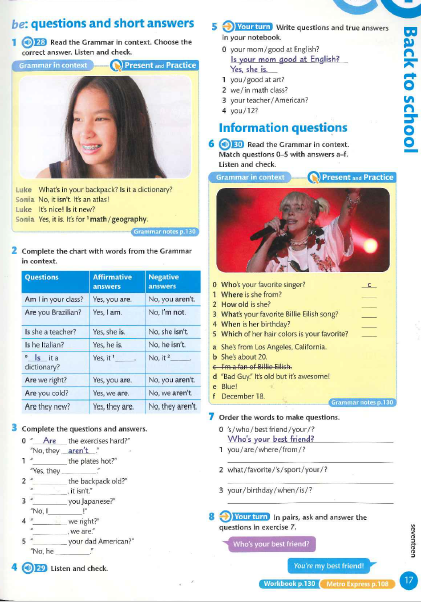 be: questions and short answers
1 28 Read the Grammar in context. Choose the
correct answer. Listen and check.
Grammar in context Present and Practice
Luke What's in your backpack? Is it a dictionary?
Sonia No, it isn't. It's an atlas!
Luke It's nice! Is it new?
Sonia Yes, it is. It's for ¹math / geography.
Grammar notes p.130
2 Complete the chart with words from the Grammar
in context.
Questions Affirmative answers Negative answers
Am I in your class? Yes, you are. No, you aren't.
Are you Brazilian? Yes, I am. No, I'm not.
Is she a teacher? Yes, she is. No, she isn't.
Is he Italian? Yes, he is. No, he isn't.
⁰ Is it a dictionary? Yes, it ¹____. No, it ²____.
Are we right? Yes, you are. No, you aren't.
Are you cold? Yes, we are. No, we aren't.
Are they new? Yes, they are. No, they aren't.
3 Complete the questions and answers.
0 "Are the exercises hard?"
"No, they aren't."
1 "____ the plates hot?"
"Yes, they ____."
2 "____ the backpack old?"
"____, it isn't."
3 "____ you Japanese?"
"No, I ____!"
4 "____ we right?"
"____, we are."
5 "____ your dad American?"
"No, he ____."
4 29 Listen and check.
5 Your turn Write questions and true answers
in your notebook.
0 your mom / good at English?
Is your mom good at English?
Yes, she is.
1 you / good at art?
2 we / in math class?
3 your teacher / American?
4 you / 12?
Information questions
6 30 Read the Grammar in context.
Match questions 0–5 with answers a–f.
Listen and check.
Grammar in context Present and Practice
0 Who's your favorite singer? c
1 Where is she from? ____
2 How old is she? ____
3 What's your favorite Billie Eilish song? ____
4 When is her birthday? ____
5 Which of her hair colors is your favorite? ____
a She's from Los Angeles, California.
b She's about 20.
c I'm a fan of Billie Eilish.
d "Bad Guy." It's old but it's awesome!
e Blue!
f December 18.
Grammar notes p.130
7 Order the words to make questions.
0 's / who / best friend / your / ?
Who's your best friend?
1 you / are / where / from / ?
2 what / favorite / 's / sport / your / ?
3 your / birthday / when / is / ?
8 Your turn In pairs, ask and answer the
questions in exercise 7.
Who's your best friend?
You're my best friend!
Workbook p.130 Metro Express p.108
Back to school
seventeen
17